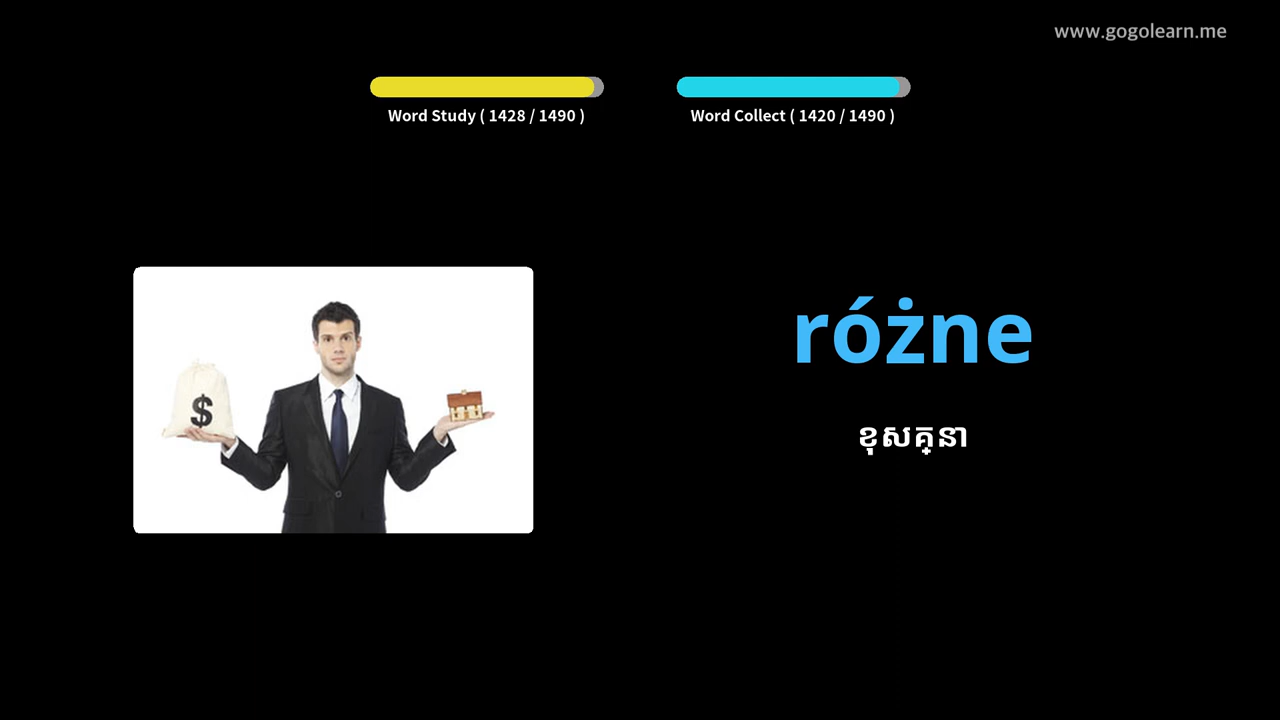 www.gogolearn.me
Word Study ( 1428 / 1490 )
Word Collect ( 1420 / 1490 )
różne
$
ខុសគ្នា